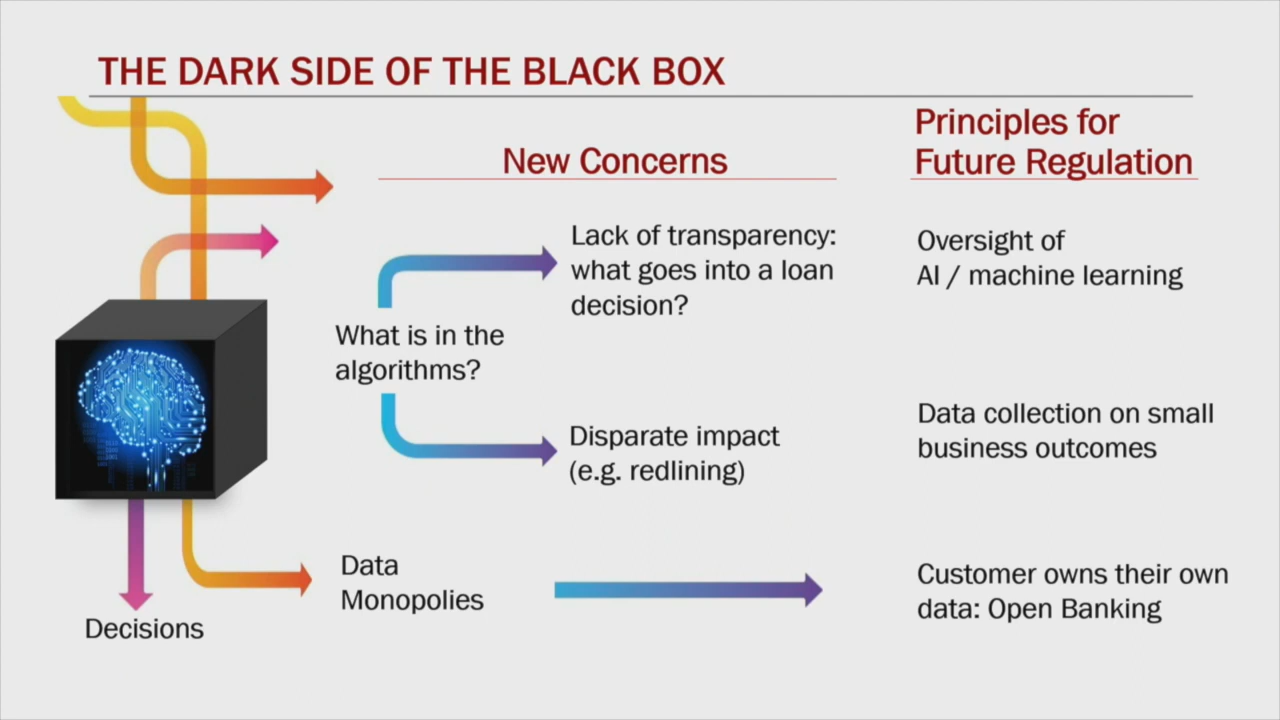 THE DARK SIDE OF THE BLACK BOX
New Concerns
Principles for
Future Regulation
What is in the
algorithms?
Lack of transparency:
what goes into a loan
decision?
Oversight of
AI / machine learning
Disparate impact
(e.g. redlining)
Data collection on small
business outcomes
Data
Monopolies
Customer owns their own
data: Open Banking
Decisions